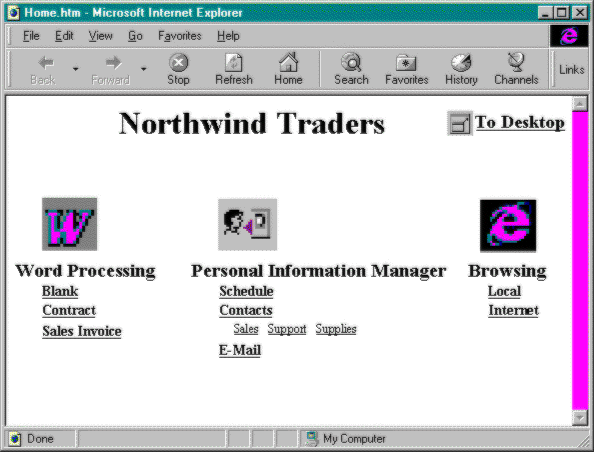 Home.htm - Microsoft Internet Explorer
File Edit View Go Favorites Help
Back Forward Stop Refresh Home Search Favorites History Channels Links
Northwind Traders To Desktop
Word Processing Personal Information Manager Browsing
Blank Schedule Local
Contract Contacts Internet
Sales Invoice Sales Support Supplies
E-Mail
Done My Computer